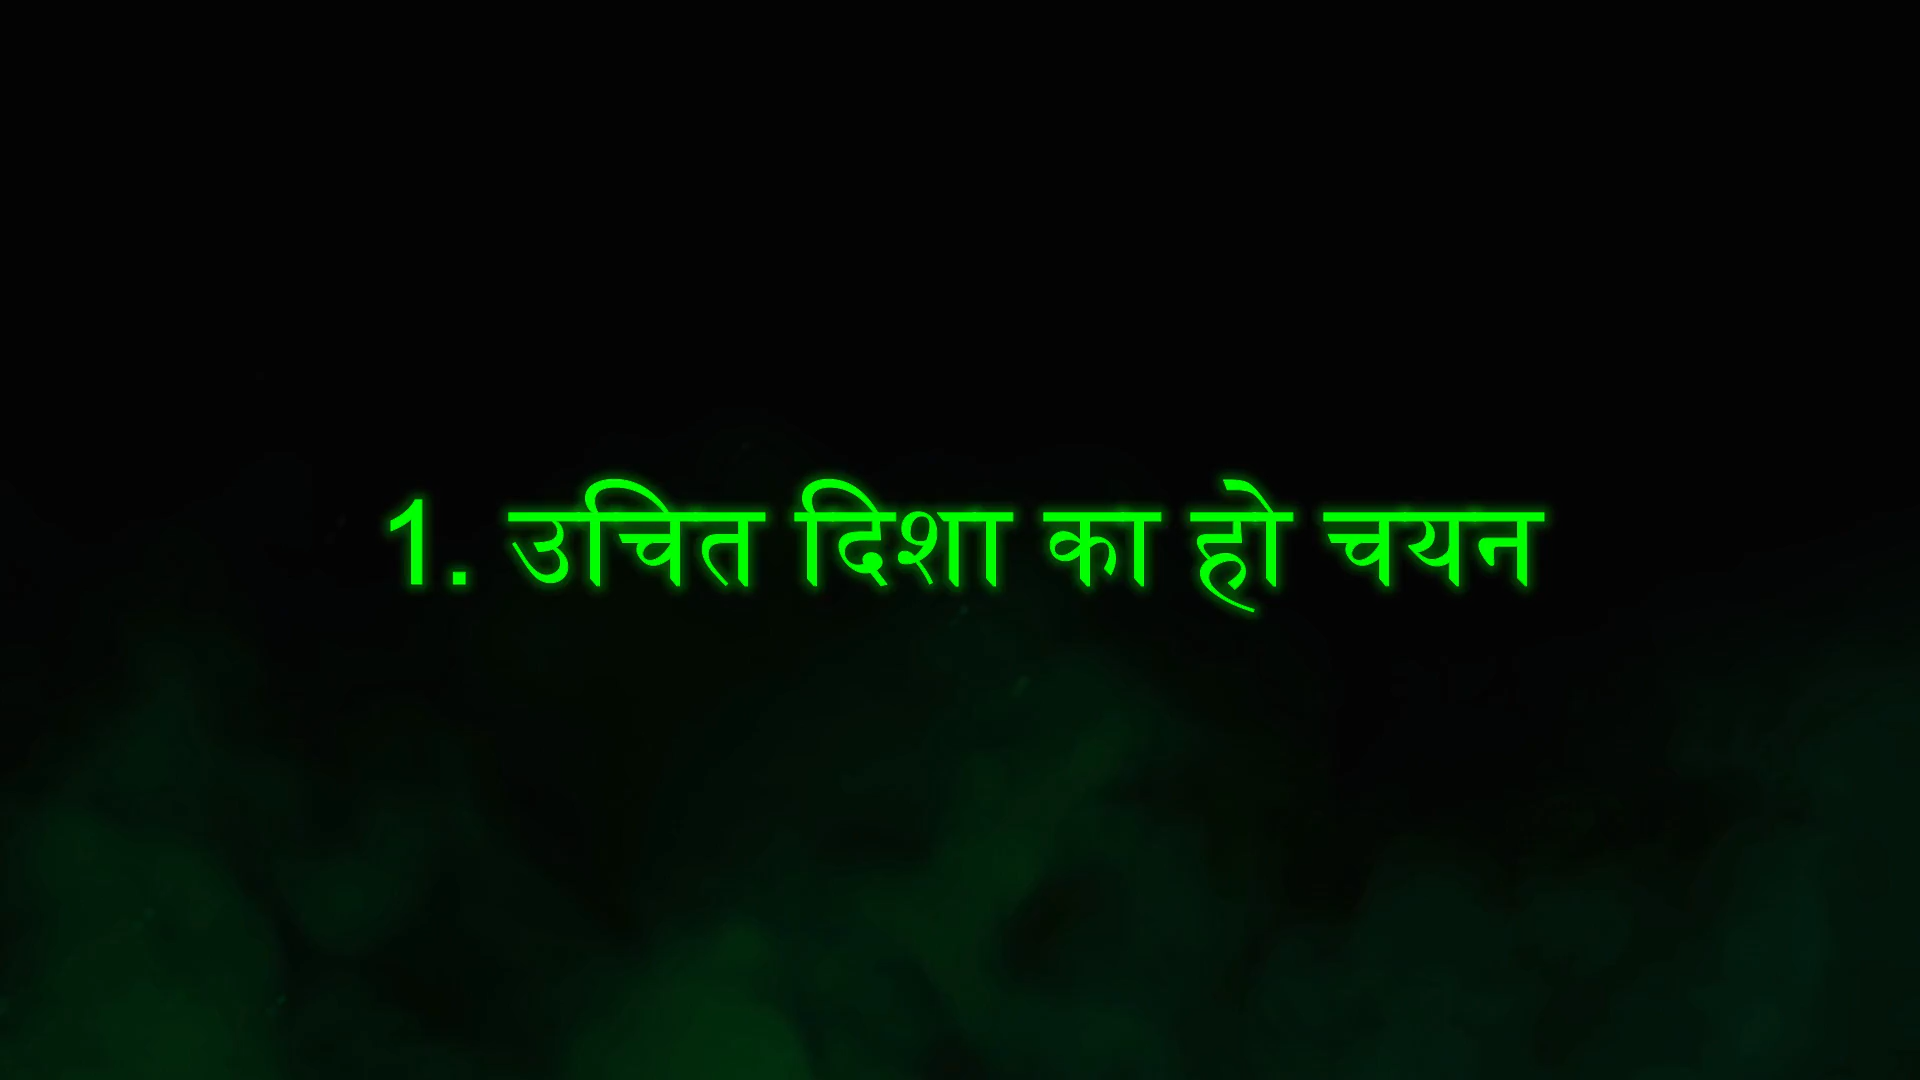 1. उचित दिशा का हो चयन